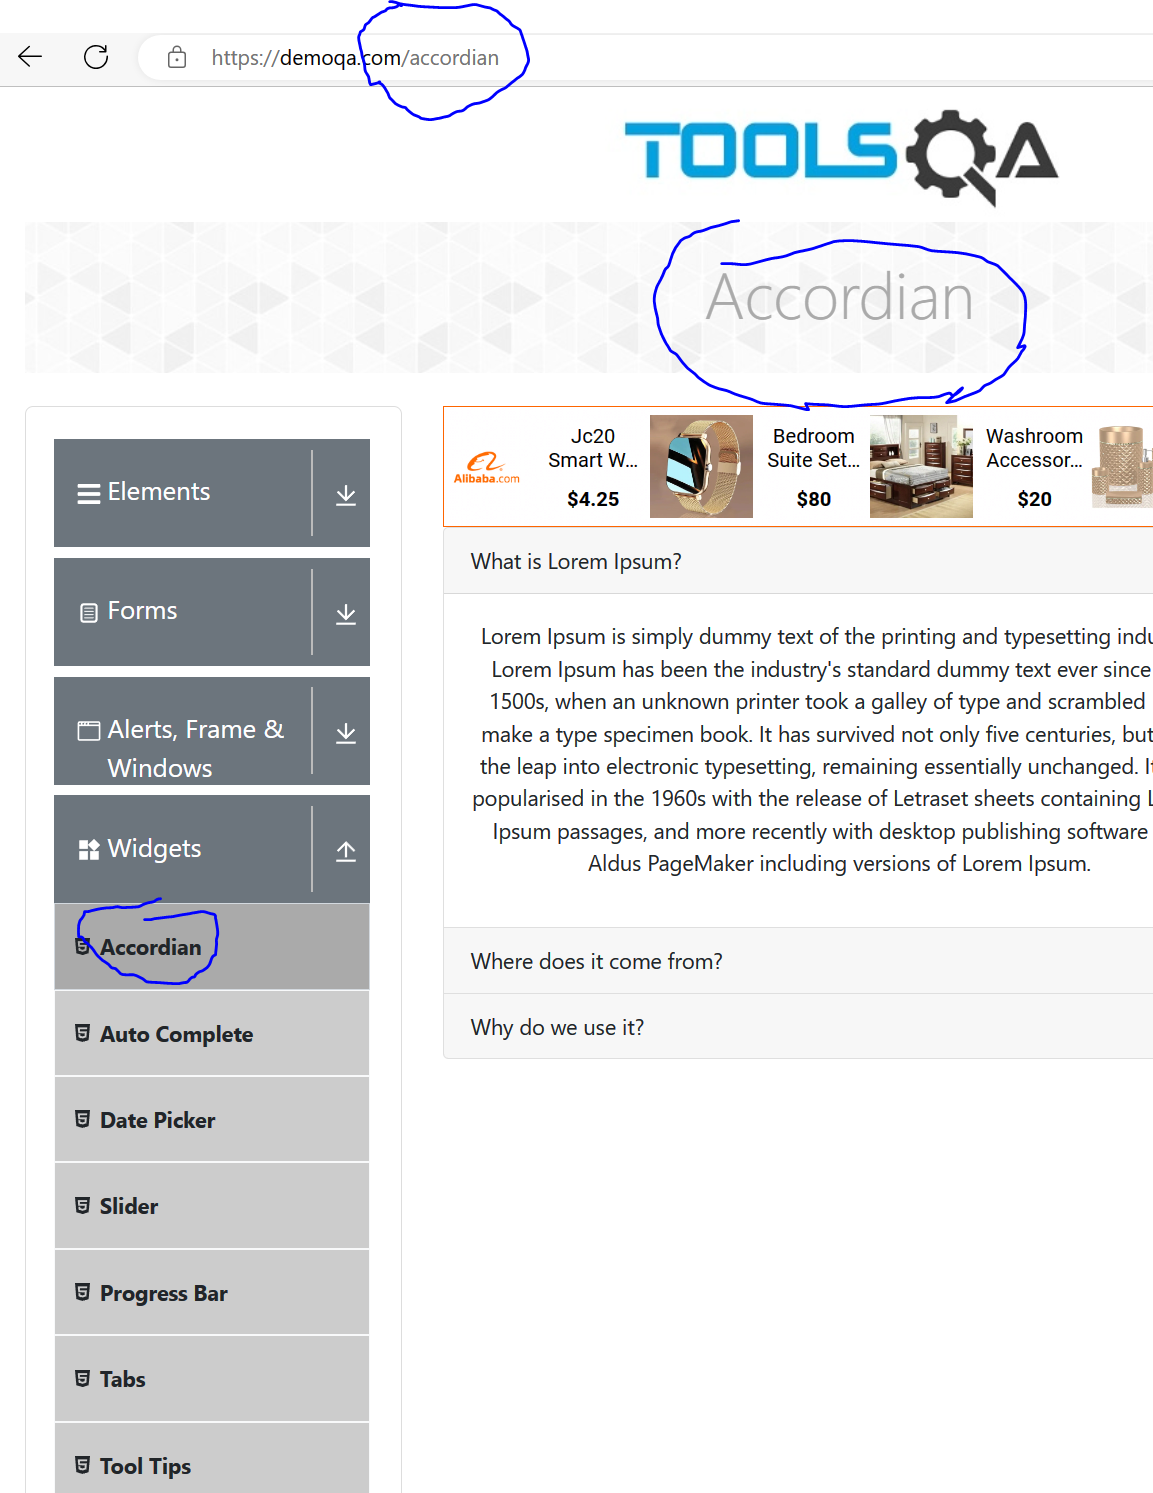 https://demoqa.com/accordian
TOOLSQA
Accordian
Elements
Forms
Alerts, Frame &
Windows
Widgets
Accordian
Auto Complete
Date Picker
Slider
Progress Bar
Tabs
Tool Tips
Alibaba.com
Jc20
Smart W...
$4.25
Bedroom
Suite Set...
$80
Washroom
Accessor...
$20
What is Lorem Ipsum?
Lorem Ipsum is simply dummy text of the printing and typesetting indu
Lorem Ipsum has been the industry's standard dummy text ever since
1500s, when an unknown printer took a galley of type and scrambled
make a type specimen book. It has survived not only five centuries, but
the leap into electronic typesetting, remaining essentially unchanged. It
popularised in the 1960s with the release of Letraset sheets containing L
Ipsum passages, and more recently with desktop publishing software
Aldus PageMaker including versions of Lorem Ipsum.
Where does it come from?
Why do we use it?